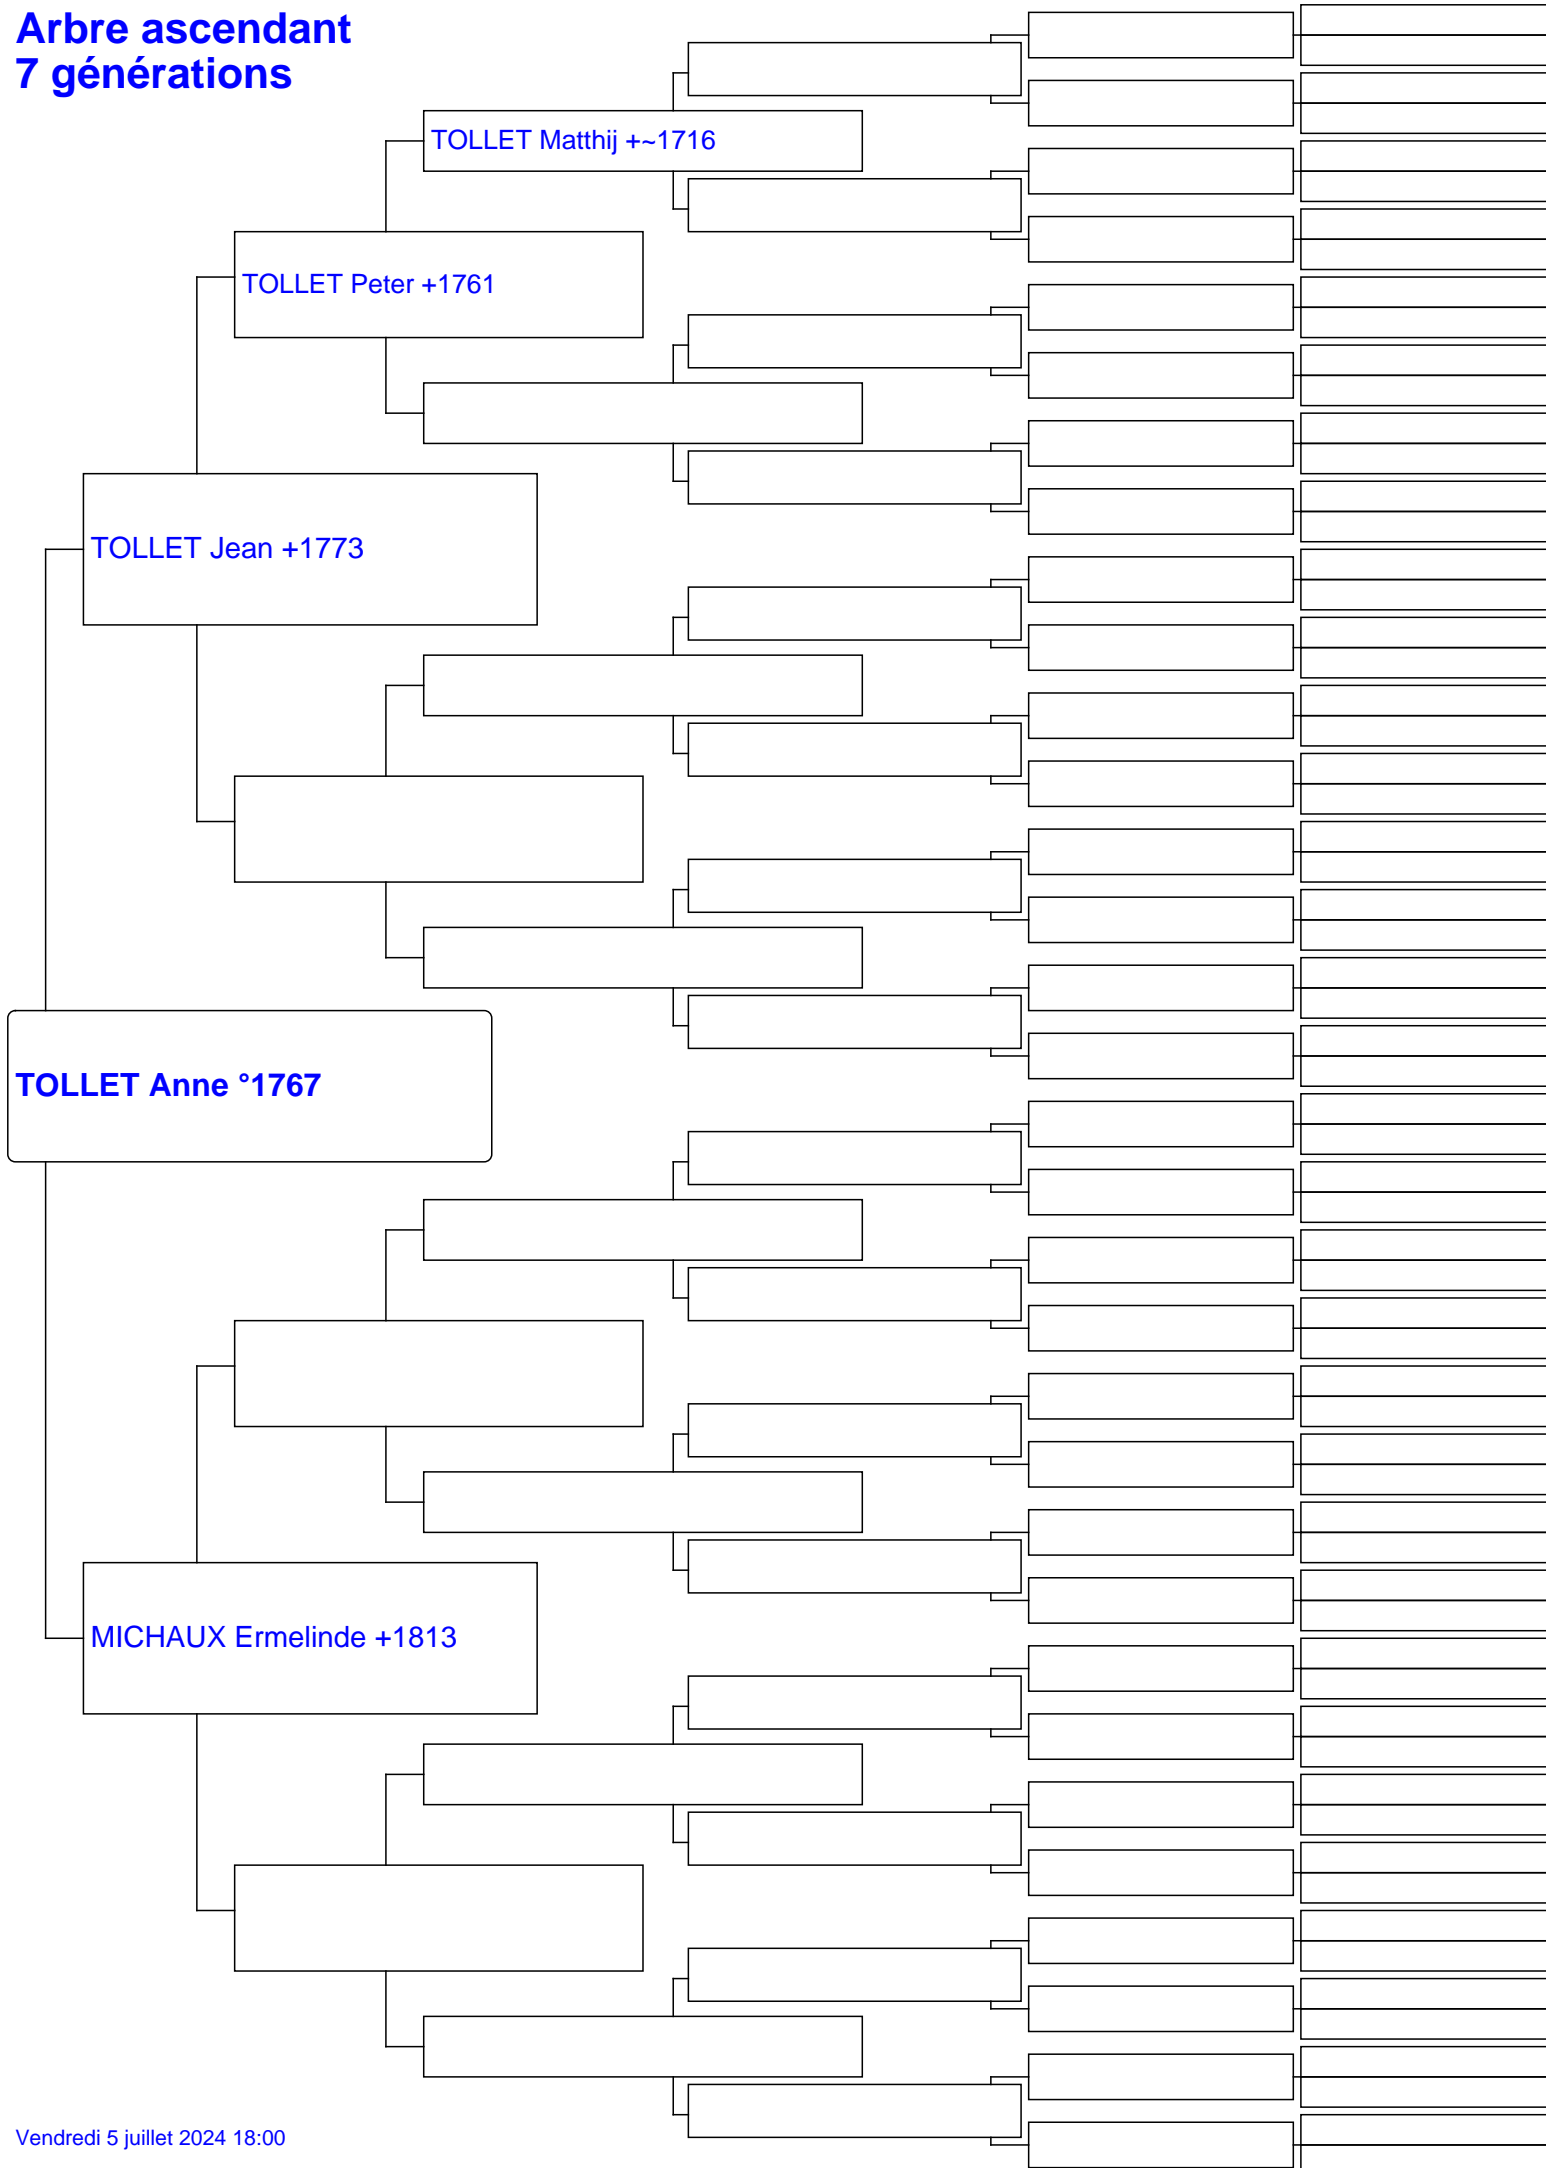 Arbre ascendant
7 générations
TOLLET Matthij +~1716
TOLLET Peter +1761
TOLLET Jean +1773
TOLLET Anne °1767
MICHAUX Ermelinde +1813
Vendredi 5 juillet 2024 18:00